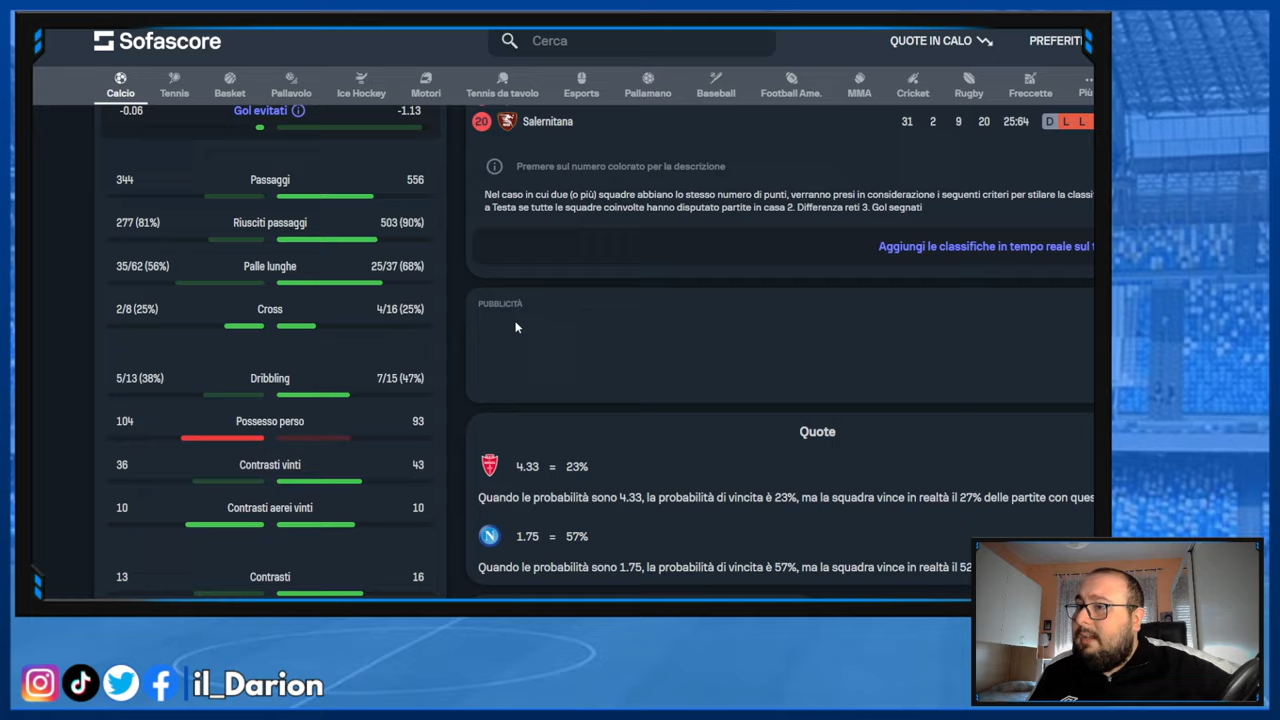 Sofascore
Cerca
QUOTE IN CALO
PREFERITI
Calcio
Tennis
Basket
Pallavolo
Ice Hockey
Motori
Tennis da tavolo
Esports
Pallamano
Baseball
Football Ame.
MMA
Cricket
Rugby
Freccette
Più
-0.06 Gol evitati -1.13
344 Passaggi 556
277 (81%) Riusciti passaggi 503 (90%)
35/62 (56%) Palle lunghe 25/37 (68%)
2/8 (25%) Cross 4/16 (25%)
5/13 (38%) Dribbling 7/15 (47%)
104 Possesso perso 93
36 Contrasti vinti 43
10 Contrasti aerei vinti 10
13 Contrasti 16
20 Salernitana 31 2 9 20 25:64 D L L
Premere sul numero colorato per la descrizione
Nel caso in cui due (o più) squadre abbiano lo stesso numero di punti, verranno presi in considerazione i seguenti criteri per stilare la classi
a Testa se tutte le squadre coinvolte hanno disputato partite in casa 2. Differenza reti 3. Gol segnati
Aggiungi le classifiche in tempo reale sul
PUBBLICITÀ
Quote
4.33 = 23%
Quando le probabilità sono 4.33, la probabilità di vincita è 23%, ma la squadra vince in realtà il 27% delle partite con ques
N 1.75 = 57%
Quando le probabilità sono 1.75, la probabilità di vincita è 57%, ma la squadra vince in realtà il 52
il_Darion